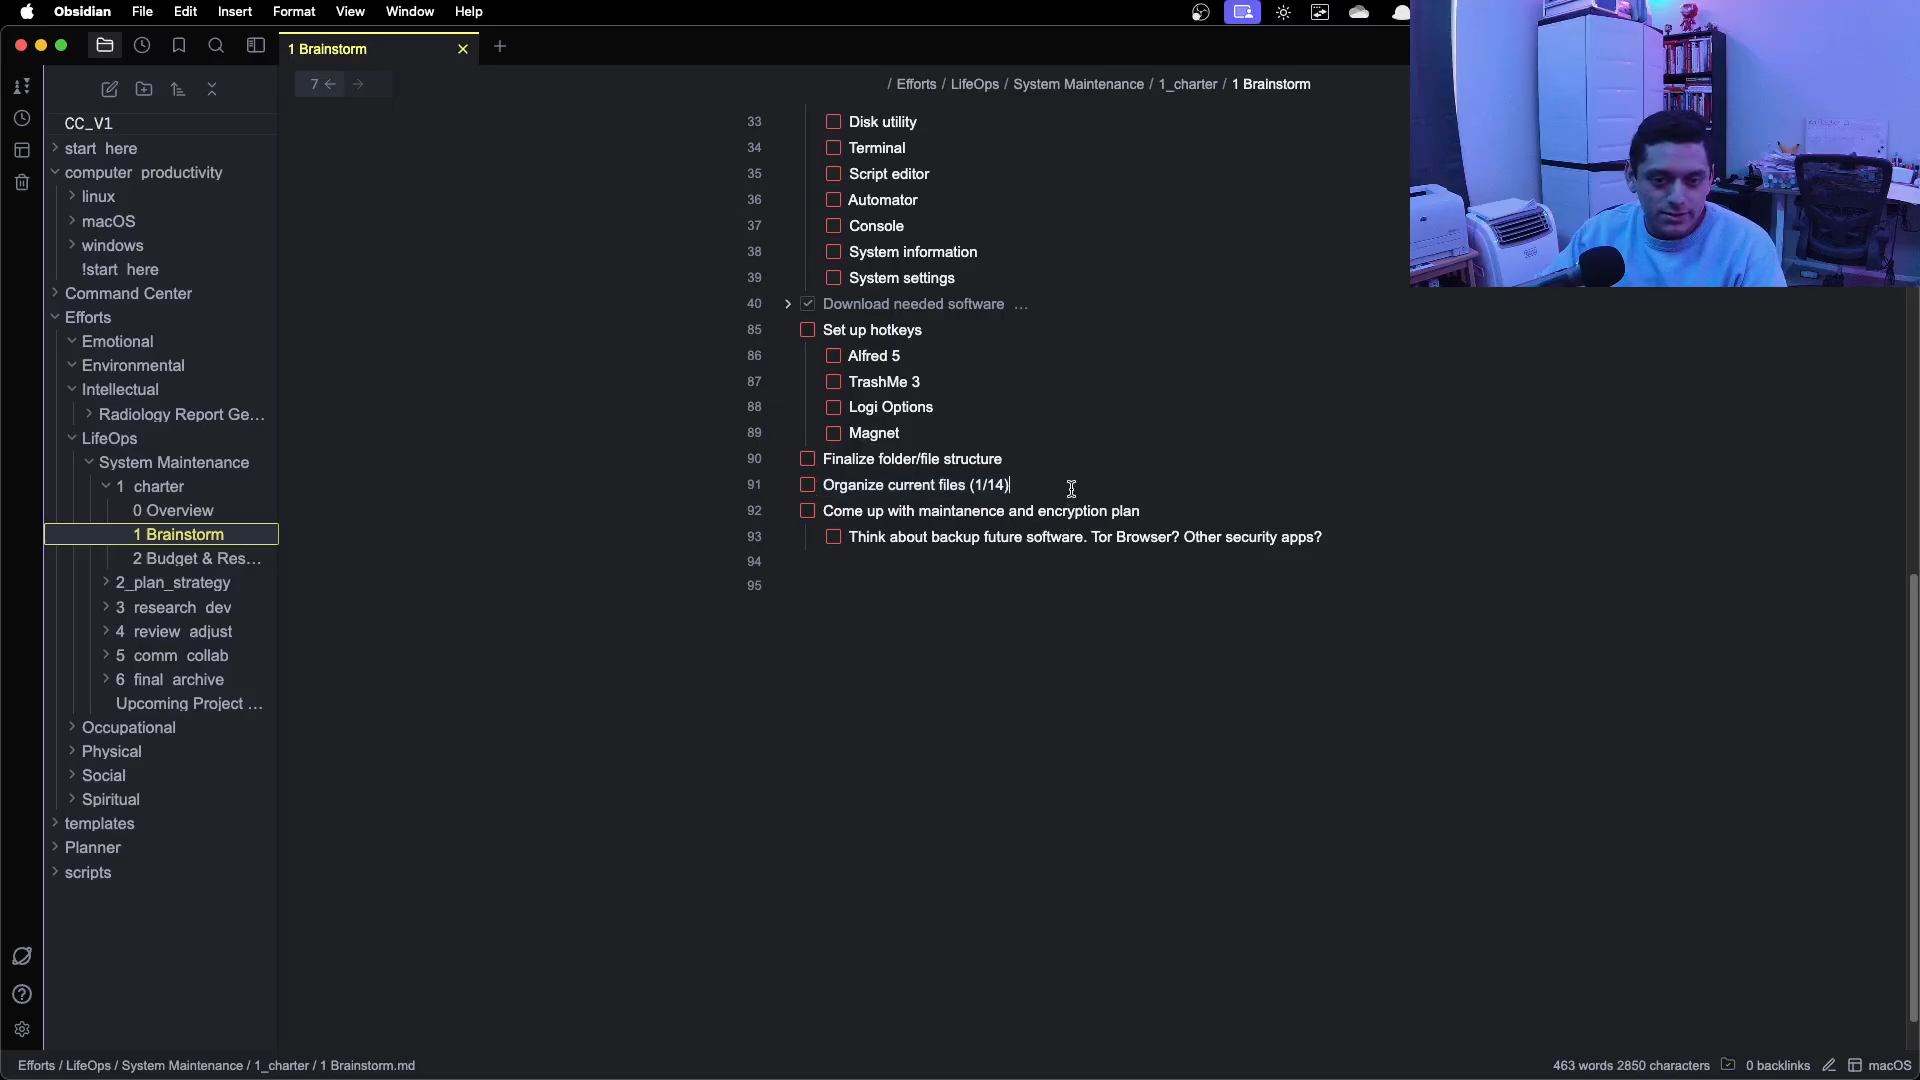 Obsidian File Edit Insert Format View Window Help
1 Brainstorm
7
/ Efforts / LifeOps / System Maintenance / 1_charter / 1 Brainstorm
CC_V1
start here
computer productivity
linux
macOS
windows
!start here
Command Center
Efforts
Emotional
Environmental
Intellectual
Radiology Report Ge...
LifeOps
System Maintenance
1 charter
0 Overview
1 Brainstorm
2 Budget & Res...
2_plan_strategy
3 research dev
4 review adjust
5 comm collab
6 final archive
Upcoming Project ...
Occupational
Physical
Social
Spiritual
templates
Planner
scripts
33 Disk utility
34 Terminal
35 Script editor
36 Automator
37 Console
38 System information
39 System settings
40 Download needed software ...
85 Set up hotkeys
86 Alfred 5
87 TrashMe 3
88 Logi Options
89 Magnet
90 Finalize folder/file structure
91 Organize current files (1/14)
92 Come up with maintanence and encryption plan
93 Think about backup future software. Tor Browser? Other security apps?
94
95
Efforts / LifeOps / System Maintenance / 1_charter / 1 Brainstorm.md
463 words 2850 characters 0 backlinks macOS